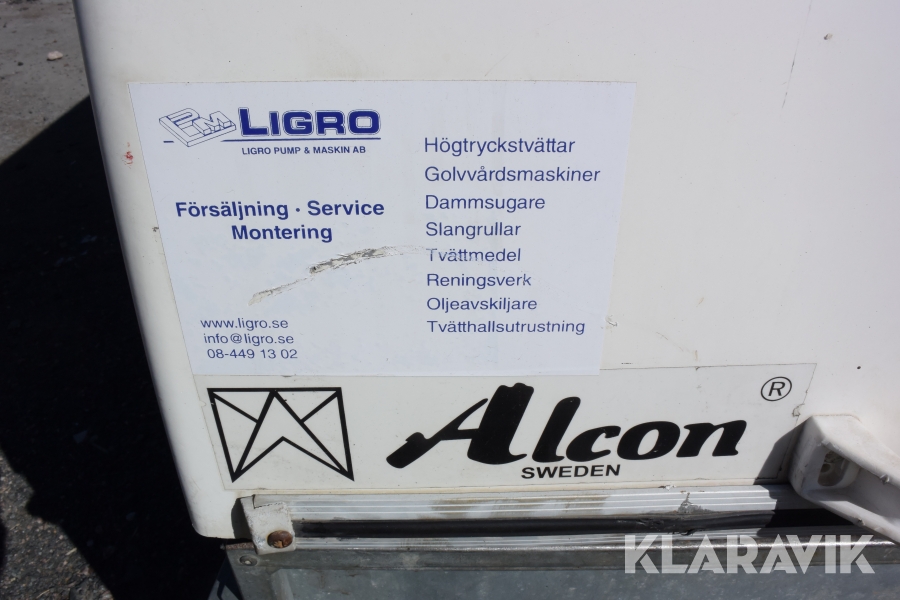 PM LIGRO
LIGRO PUMP & MASKIN AB
Försäljning · Service
Montering
www.ligro.se
info@ligro.se
08-449 13 02
Högtryckstvättar
Golvvårdsmaskiner
Dammsugare
Slangrullar
Tvättmedel
Reningsverk
Oljeavskiljare
Tvätthallsutrustning
Alcon ®
SWEDEN
KLARAVIK